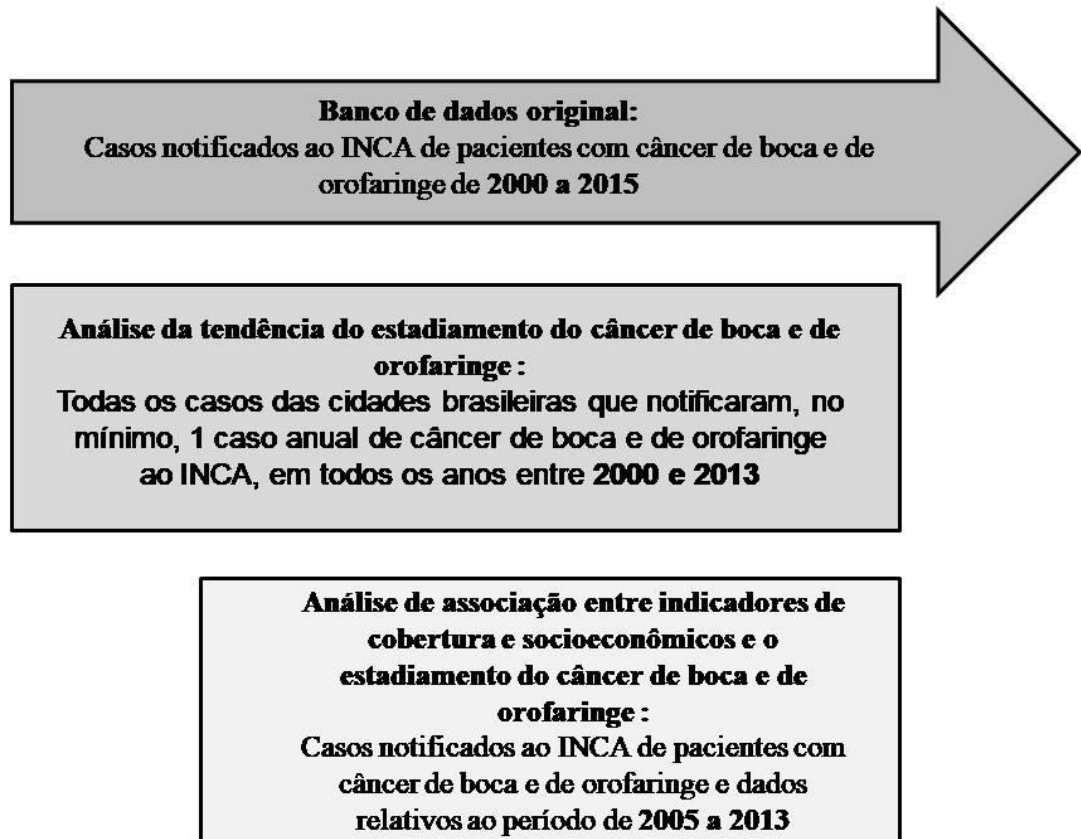 Banco de dados original:
Casos notificados ao INCA de pacientes com câncer de boca e de
orofaringe de 2000 a 2015
Análise da tendência do estadiamento do câncer de boca e de
orofaringe :
Todas os casos das cidades brasileiras que notificaram, no
mínimo, 1 caso anual de câncer de boca e de orofaringe
ao INCA, em todos os anos entre 2000 e 2013
Análise de associação entre indicadores de
cobertura e socioeconômicos e o
estadiamento do câncer de boca e de
orofaringe :
Casos notificados ao INCA de pacientes com
câncer de boca e de orofaringe e dados
relativos ao período de 2005 a 2013